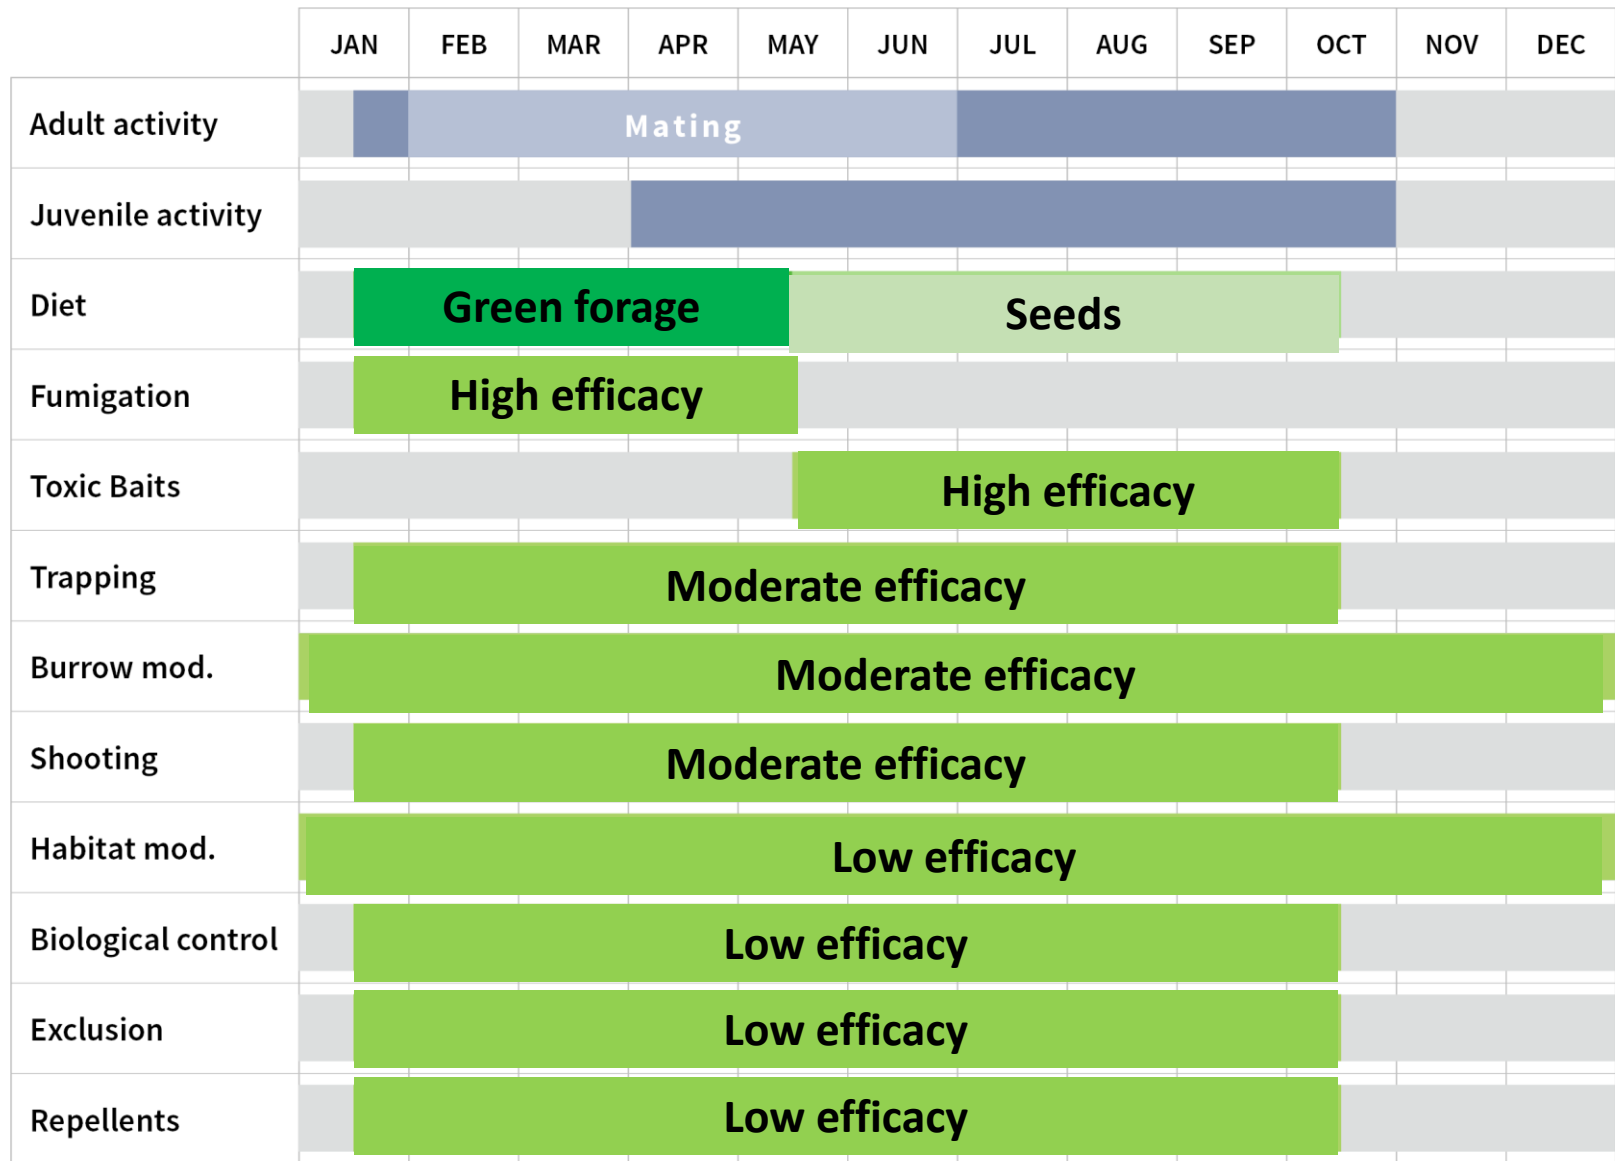 JAN FEB MAR APR MAY JUN JUL AUG SEP OCT NOV DEC
Adult activity Mating
Juvenile activity
Diet Green forage Seeds
Fumigation High efficacy
Toxic Baits High efficacy
Trapping Moderate efficacy
Burrow mod. Moderate efficacy
Shooting Moderate efficacy
Habitat mod. Low efficacy
Biological control Low efficacy
Exclusion Low efficacy
Repellents Low efficacy